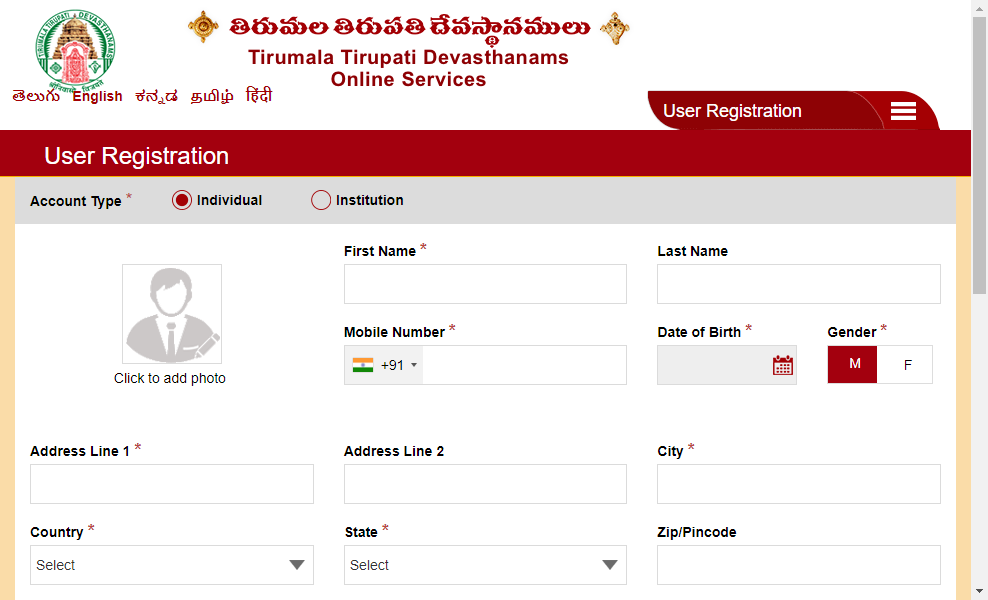 తిరుమల తిరుపతి దేవస్థానములు
Tirumala Tirupati Devasthanams
Online Services
తెలుగు English ಕನ್ನಡ தமிழ் हिंदी
User Registration
User Registration
Account Type * Individual Institution
First Name * Last Name
Mobile Number * Date of Birth * Gender *
+91 M F
Click to add photo
Address Line 1 * Address Line 2 City *
Country * State * Zip/Pincode
Select Select